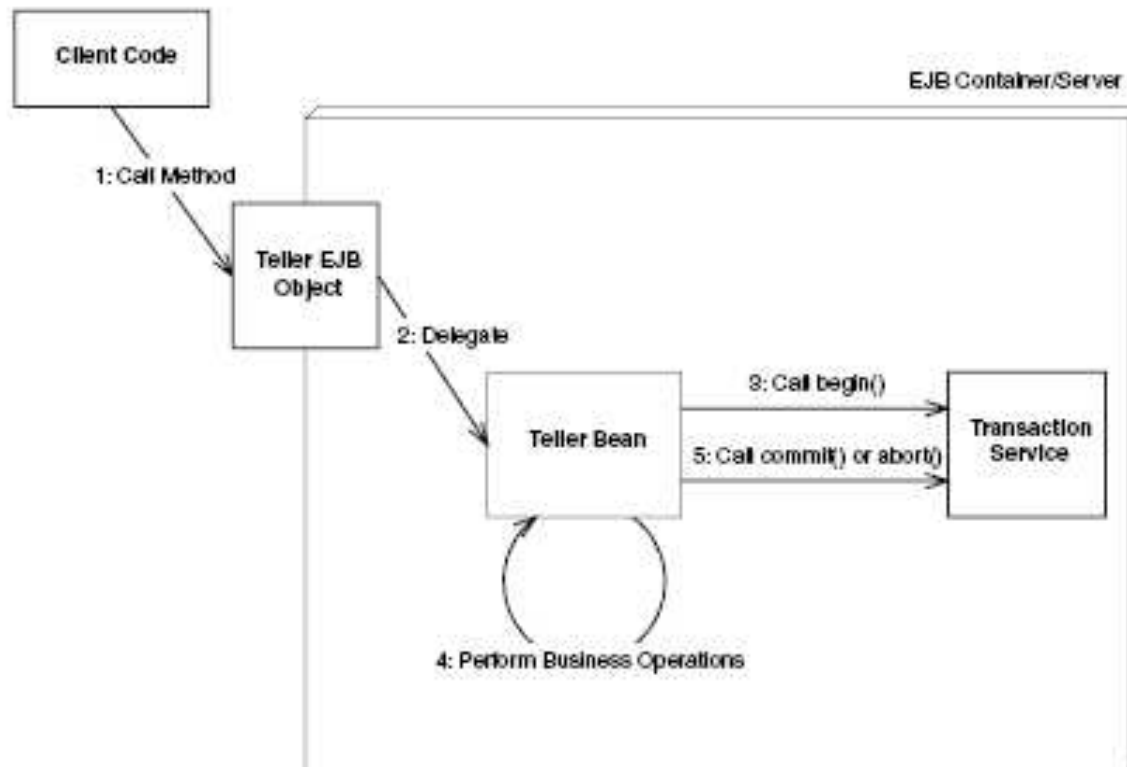 Client Code
EJB Container/Server
1: Call Method
Teller EJB
Object
2: Delegate
3: Call begin()
Teller Bean
Transaction
Service
5: Call commit() or abort()
4: Perform Business Operations